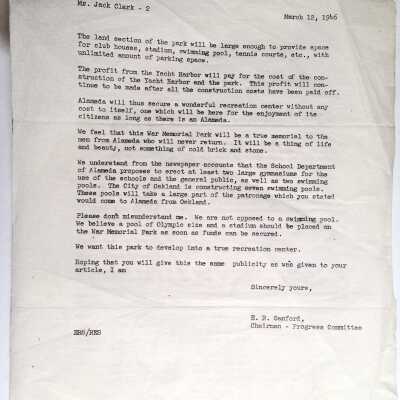 Mr. Jack Clark - 2
March 12, 1946
The land section of the park will be large enough to provide space
for club houses, stadium, swimming pool, tennis courts, etc., with
unlimited amount of parking space.
The profit from the Yacht Harbor will pay for the cost of the con-
struction of the Yacht Harbor and the park. This profit will con-
tinue to be made after all the construction costs have been paid off.
Alameda will thus secure a wonderful recreation center without any
cost to itself, one which will be here for the enjoyment of its
citizens as long as there is an Alameda.
We feel that this War Memorial Park will be a true memorial to the
men from Alameda who will never return. It will be a thing of life
and beauty, not something of cold brick and stone.
We understand from the newspaper accounts that the School Department
of Alameda proposes to erect at least two large gymnasiums for the
use of the schools and the general public, as well as two swimming
pools. The City of Oakland is constructing seven swimming pools.
These pools will take a large part of the patronage which you stated
would come to Alameda from Oakland.
Please don't misunderstand me. We are not opposed to a swimming pool.
We believe a pool of Olympic size and a stadium should be placed on
the War Memorial Park as soon as funds can be secured.
We want this park to develop into a true recreation center.
Hoping that you will give this the same publicity as was given to your
article, I am
Sincerely yours,
E. R. Sanford,
Chairman - Progress Committee